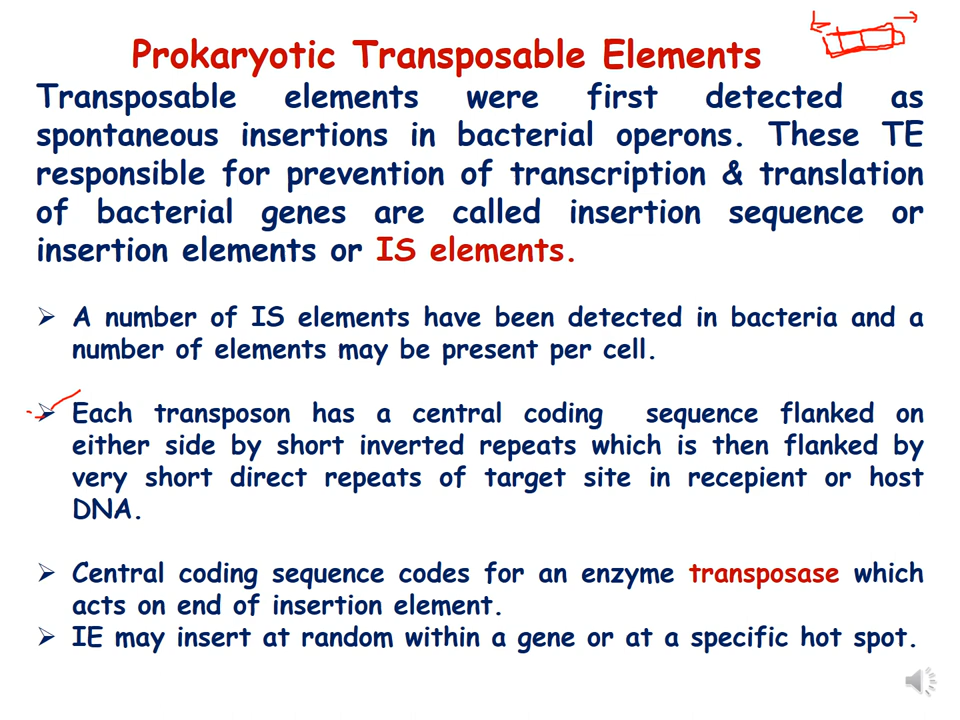 Prokaryotic Transposable Elements
Transposable elements were first detected as
spontaneous insertions in bacterial operons. These TE
responsible for prevention of transcription & translation
of bacterial genes are called insertion sequence or
insertion elements or IS elements.
➢ A number of IS elements have been detected in bacteria and a
number of elements may be present per cell.
➢ Each transposon has a central coding sequence flanked on
either side by short inverted repeats which is then flanked by
very short direct repeats of target site in recepient or host
DNA.
➢ Central coding sequence codes for an enzyme transposase which
acts on end of insertion element.
➢ IE may insert at random within a gene or at a specific hot spot.